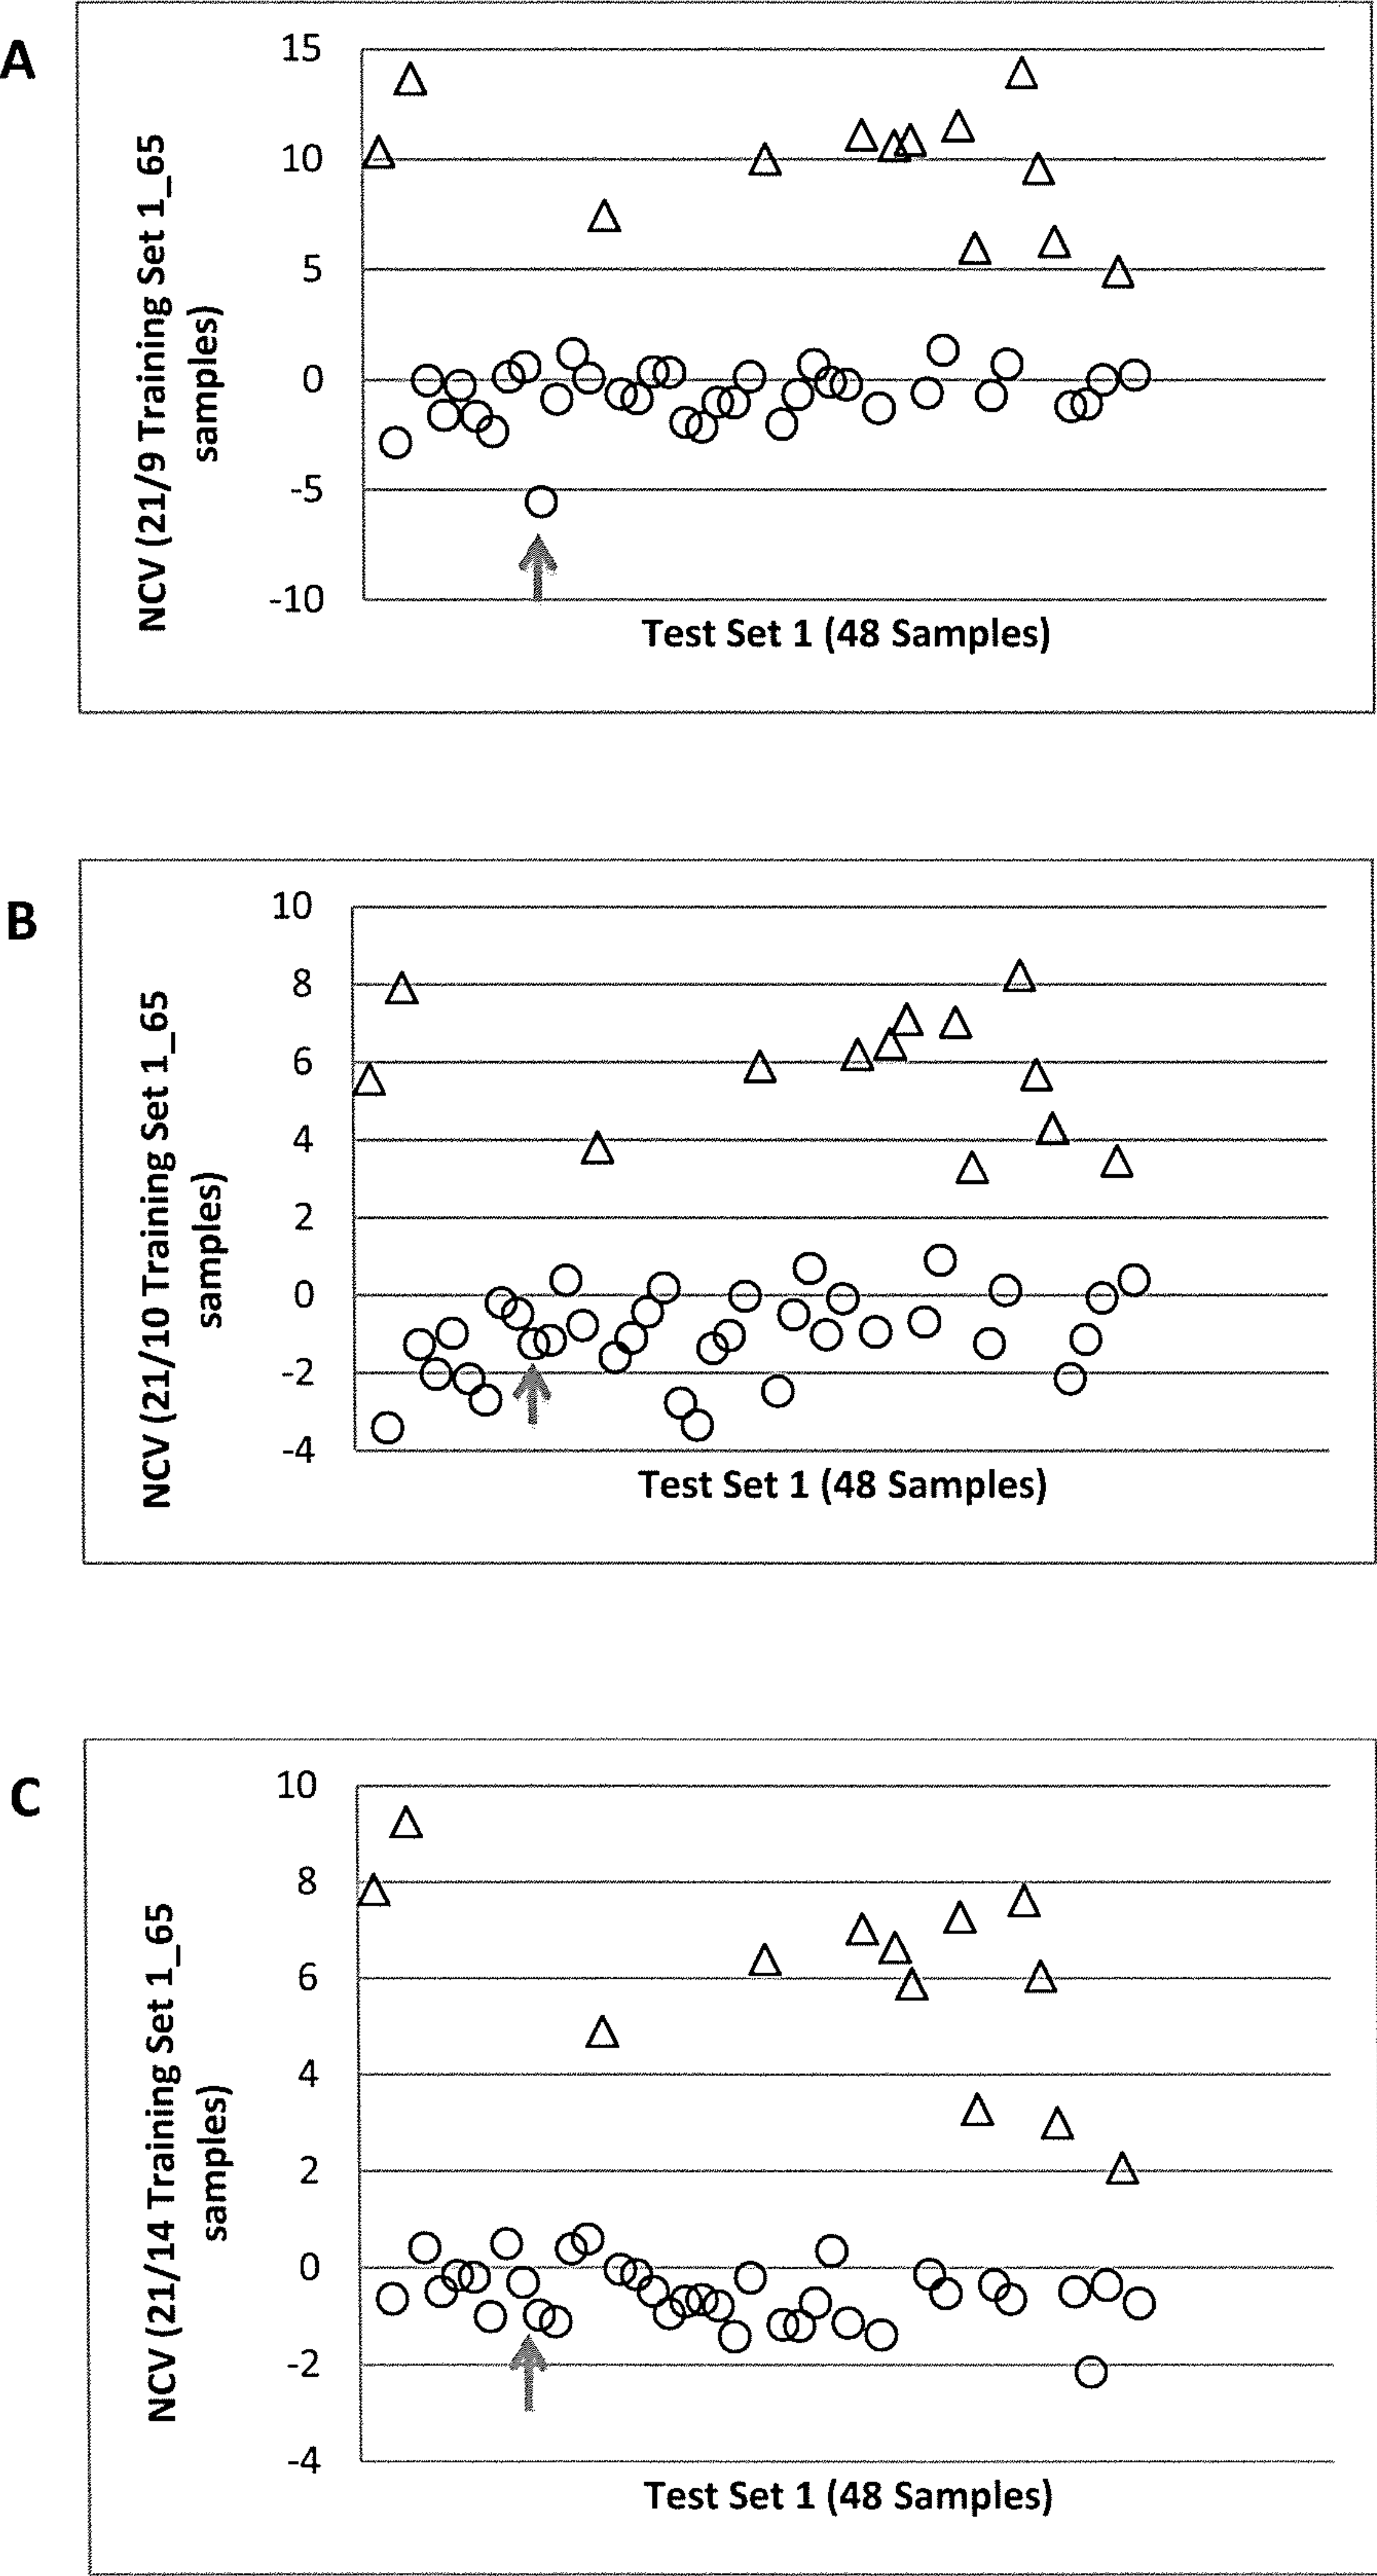 A
NCV (21/9 Training Set 1_65
samples)
15
10
5
0
-5
-10
Test Set 1 (48 Samples)
B
NCV (21/10 Training Set 1_65
samples)
10
8
6
4
2
0
-2
-4
Test Set 1 (48 Samples)
C
NCV (21/14 Training Set 1_65
samples)
10
8
6
4
2
0
-2
-4
Test Set 1 (48 Samples)